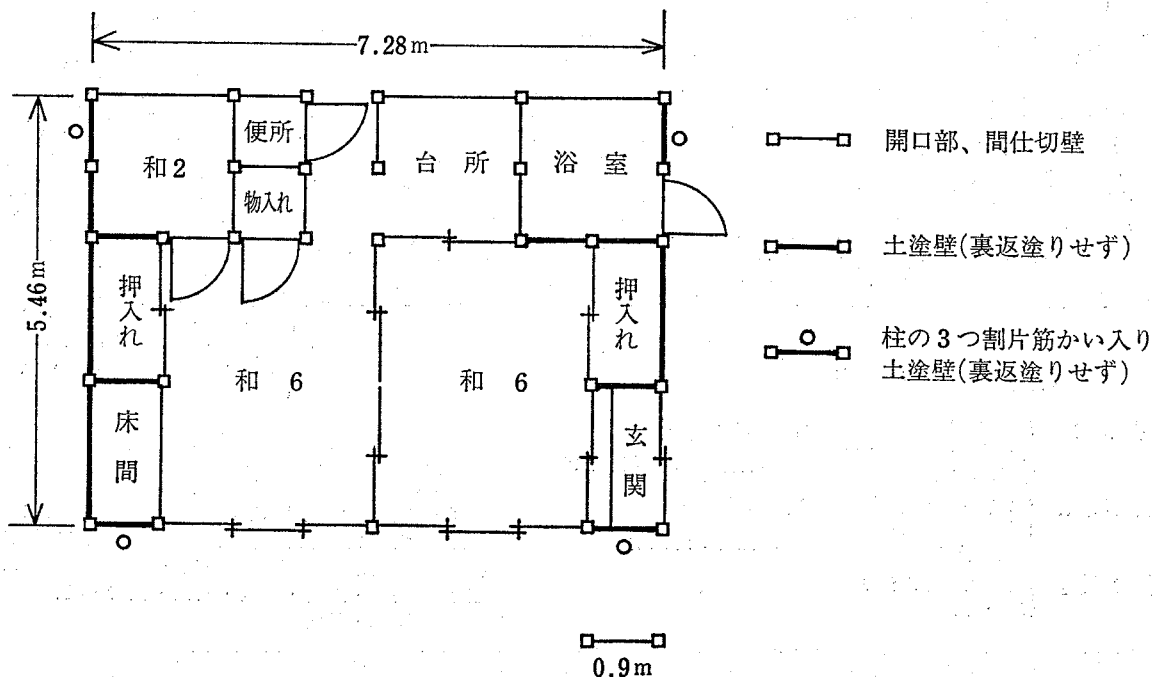 7.28m
5.46m
便所
和2
台所
浴室
物入れ
押入れ
押入れ
和6
和6
床間
玄関
0.9m
開口部、間仕切壁
土塗壁(裏返塗りせず)
柱の3つ割片筋かい入り
土塗壁(裏返塗りせず)